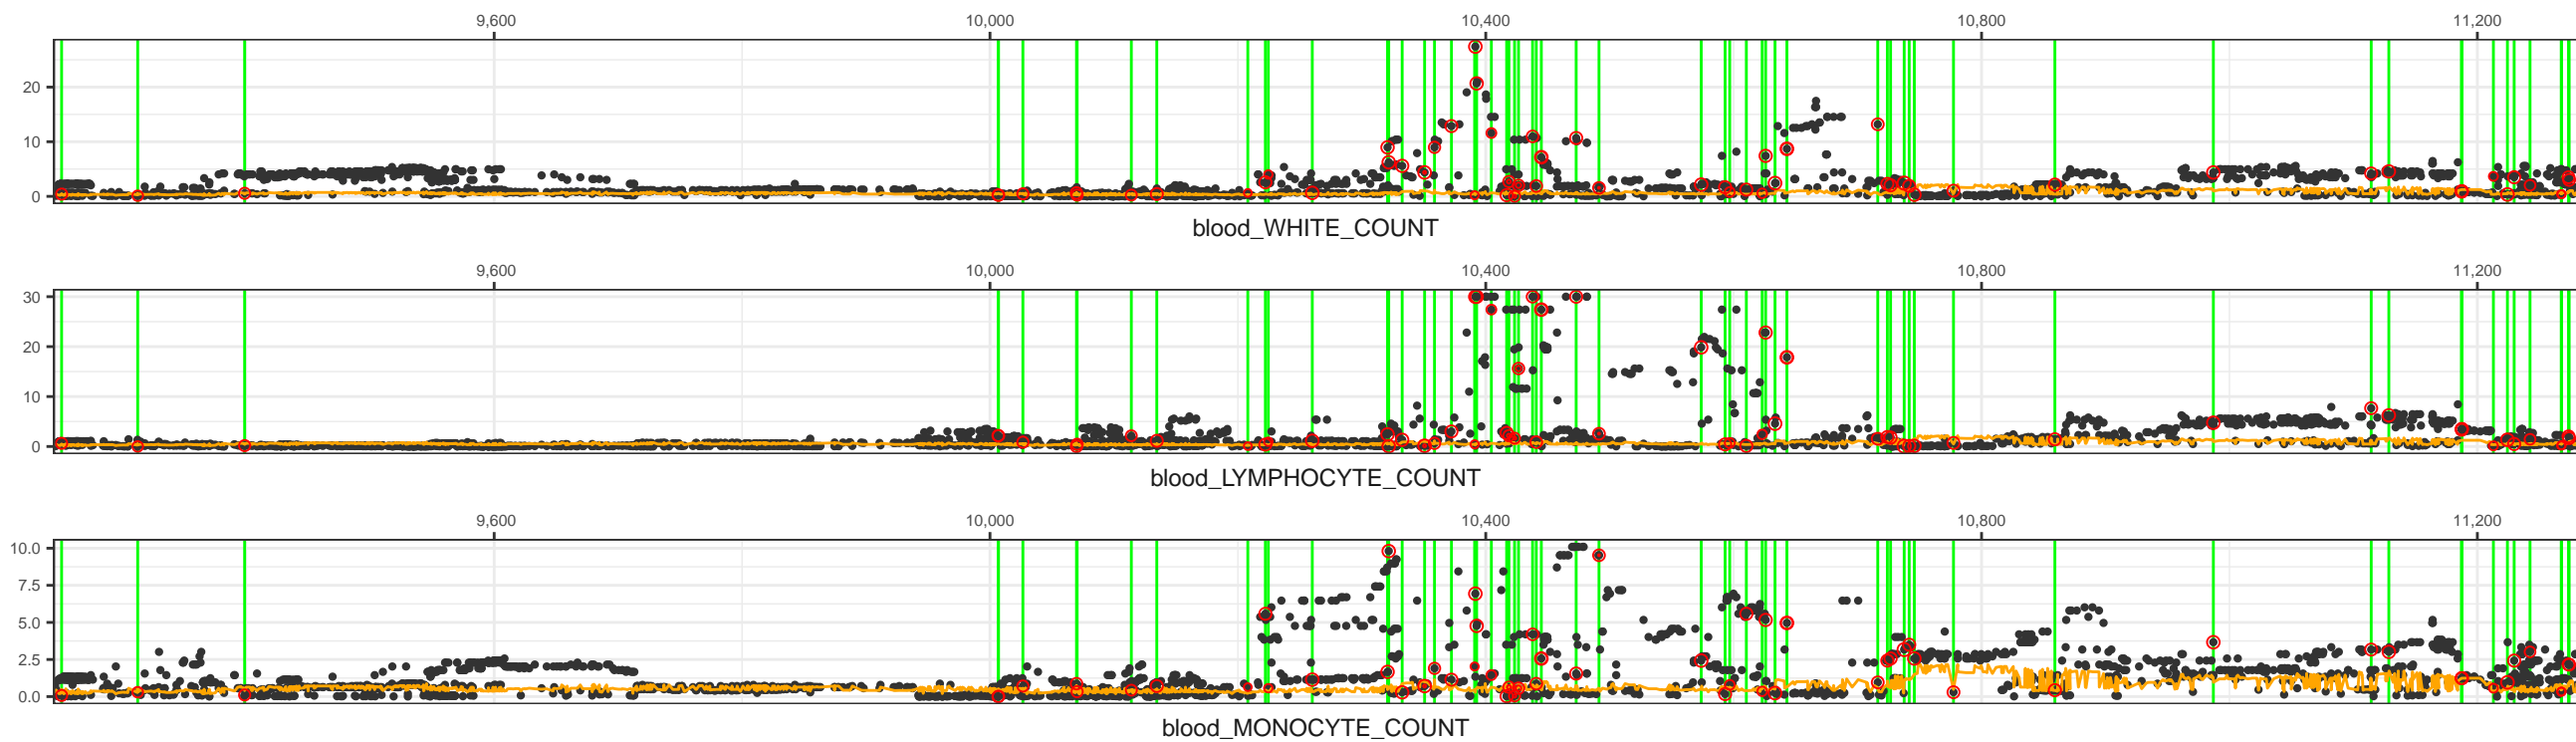 9,600 10,000 10,400 10,800 11,200
20
10
0
blood_WHITE_COUNT
9,600 10,000 10,400 10,800 11,200
30
20
10
0
blood_LYMPHOCYTE_COUNT
9,600 10,000 10,400 10,800 11,200
10.0
7.5
5.0
2.5
0.0
blood_MONOCYTE_COUNT